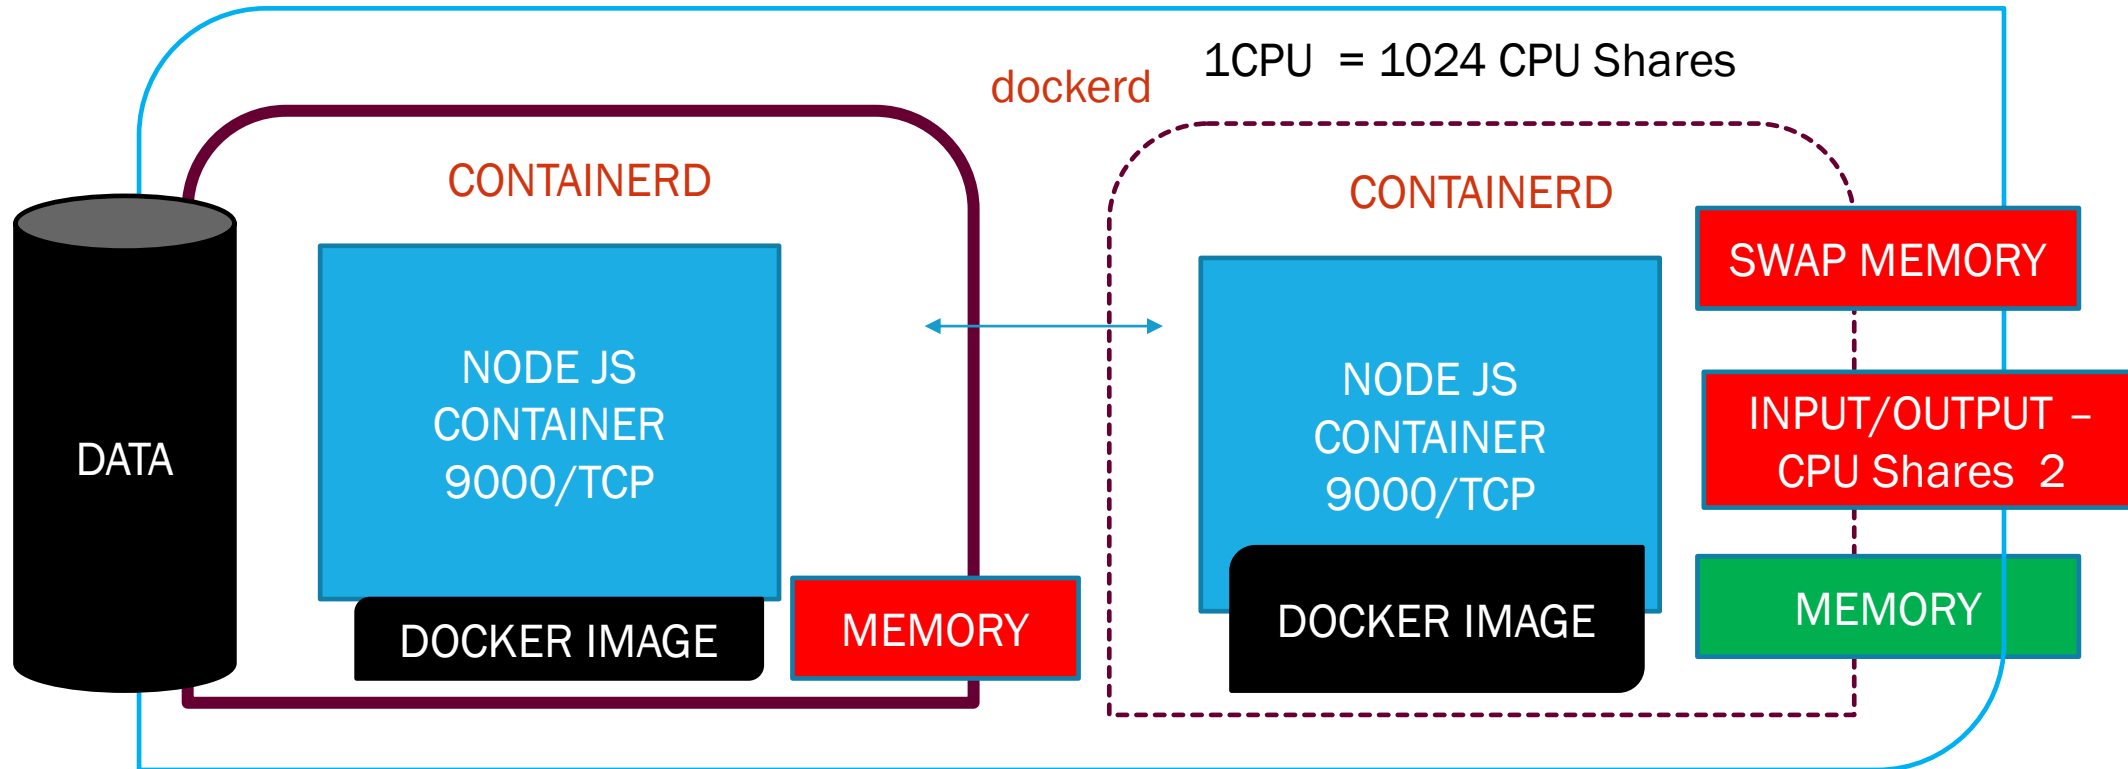 1CPU = 1024 CPU Shares
dockerd
CONTAINERD
CONTAINERD
DATA
NODE JS
CONTAINER
9000/TCP
DOCKER IMAGE
MEMORY
NODE JS
CONTAINER
9000/TCP
DOCKER IMAGE
SWAP MEMORY
INPUT/OUTPUT –
CPU Shares 2
MEMORY